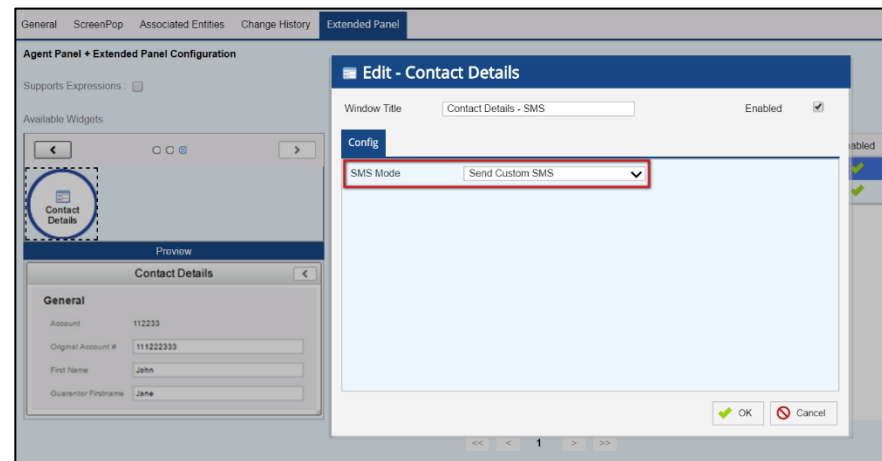 General ScreenPop Associated Entities Change History Extended Panel
Agent Panel + Extended Panel Configuration
Supports Expressions :
Available Widgets
<
>
Contact
Details
Preview
Contact Details <
General
Account 112233
Original Account # 111222333
First Name John
Guarantor Firstname Jane
Edit - Contact Details
Window Title Contact Details - SMS Enabled
Config
SMS Mode Send Custom SMS
OK Cancel
abled
<< < 1 > >>